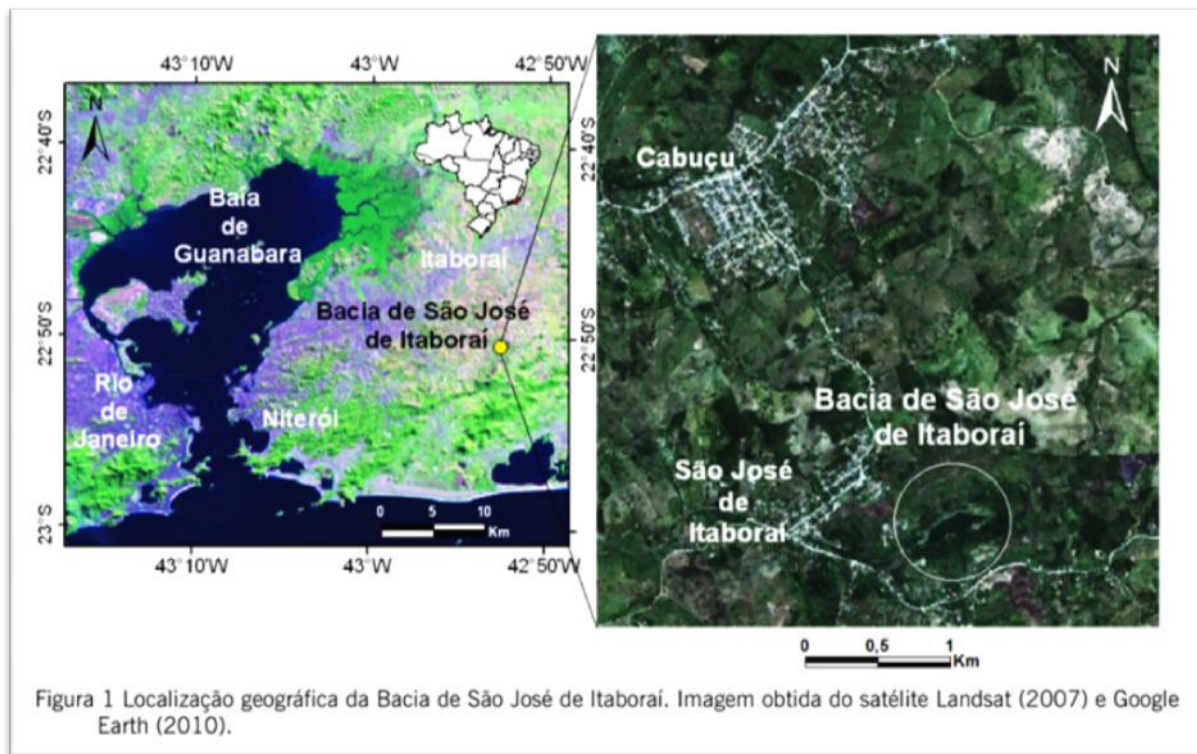 43°10'W
43°W
42°50'W
N
22°40'S
Baía
de
Guanabara
Itaboraí
Bacia de São José
de Itaboraí
22°50'S
Rio
de
Janeiro
Niterói
0 5 10
Km
23°S
43°10'W
43°W
42°50'W
22°40'S
22°50'S
N
Cabuçu
Bacia de São José
de Itaboraí
São José
de
Itaboraí
0 0,5 1
Km
Figura 1 Localização geográfica da Bacia de São José de Itaboraí. Imagem obtida do satélite Landsat (2007) e Google
Earth (2010).